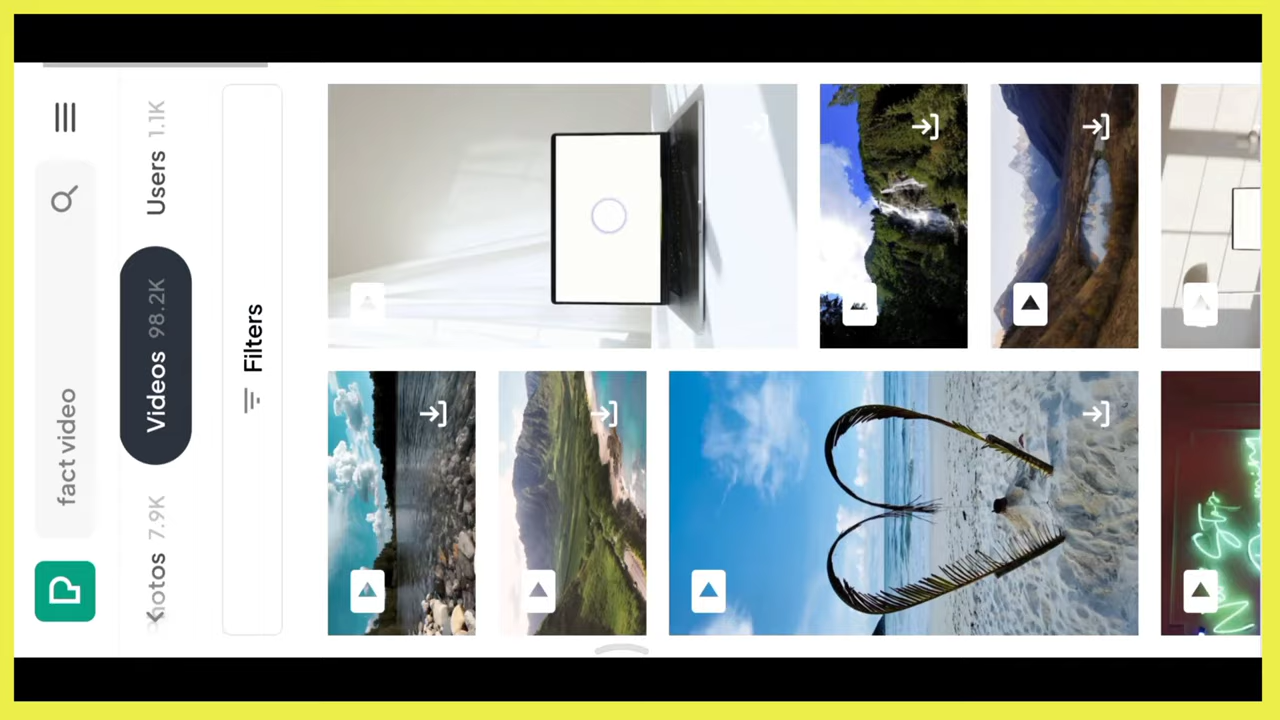 fact video
Photos 7.9K
Videos 98.2K
Users 1.1K
Filters